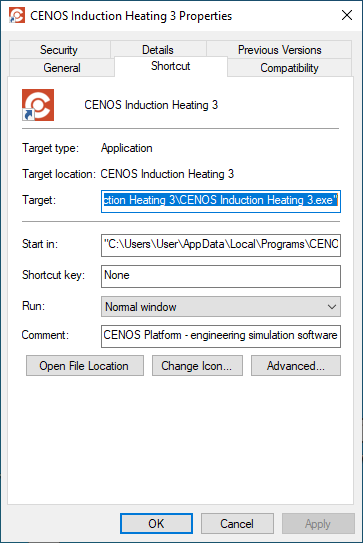 CENOS Induction Heating 3 Properties
Security Details Previous Versions
General Shortcut Compatibility
CENOS Induction Heating 3
Target type: Application
Target location: CENOS Induction Heating 3
Target: ction Heating 3\CENOS Induction Heating 3.exe"
Start in: "C:\Users\User\AppData\Local\Programs\CENO
Shortcut key: None
Run: Normal window
Comment: CENOS Platform - engineering simulation software
Open File Location Change Icon... Advanced...
OK Cancel Apply